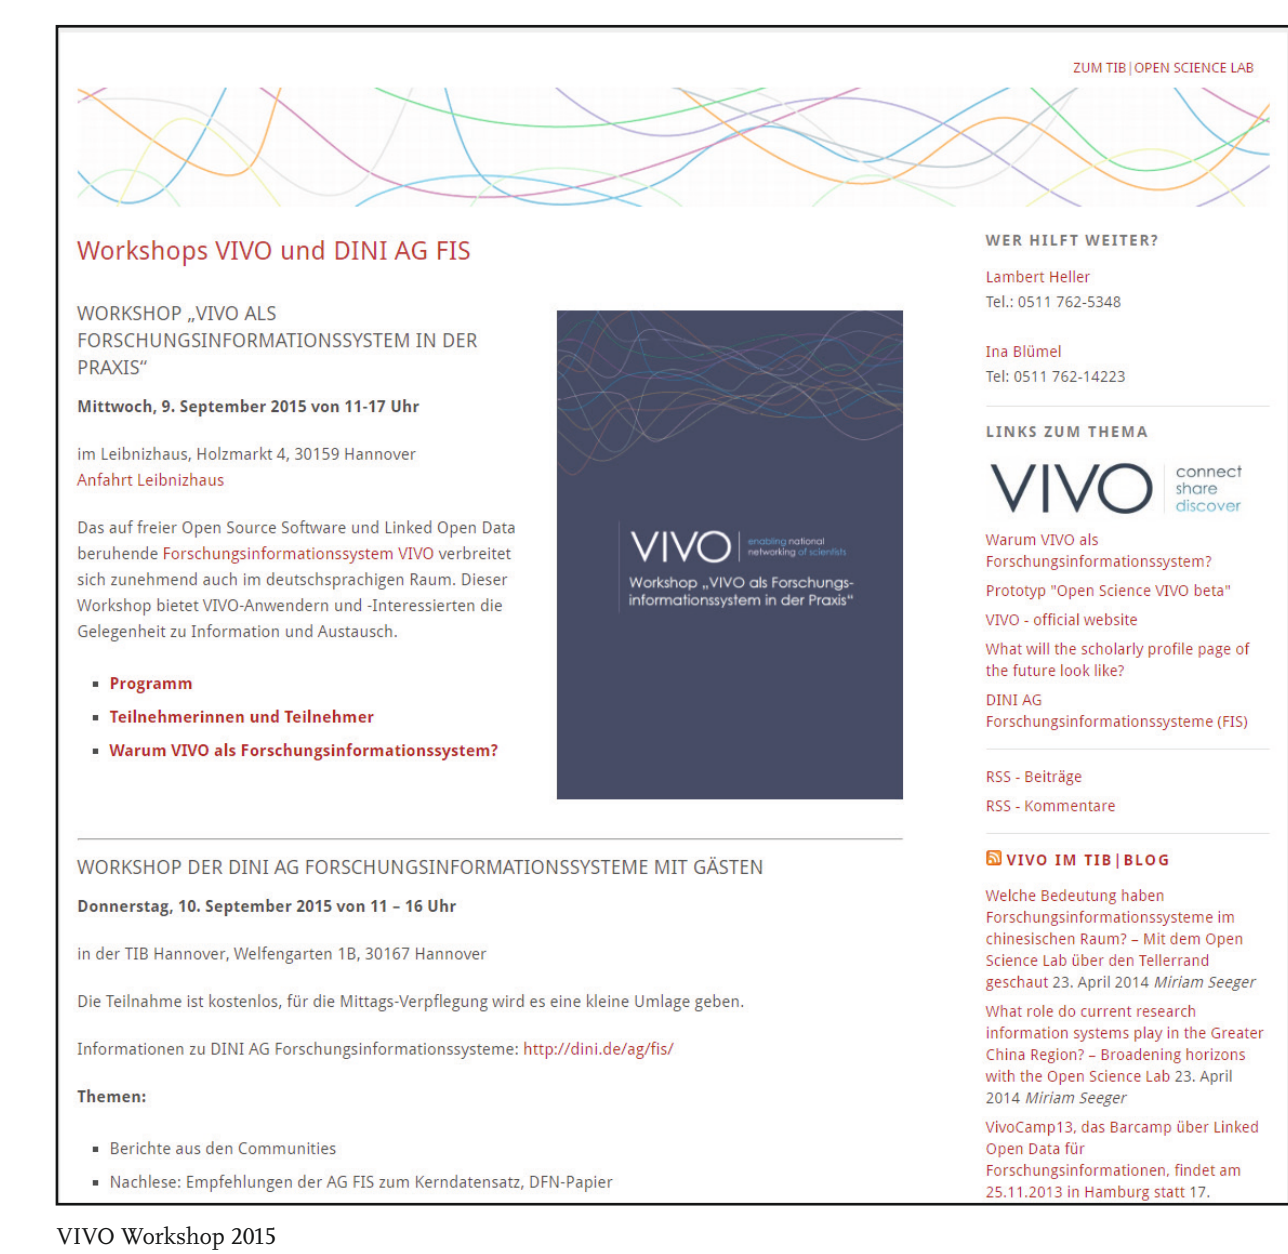 ZUM TIB|OPEN SCIENCE LAB
Workshops VIVO und DINI AG FIS
WORKSHOP „VIVO ALS
FORSCHUNGSINFORMATIONSSYSTEM IN DER
PRAXIS“
Mittwoch, 9. September 2015 von 11-17 Uhr
im Leibnizhaus, Holzmarkt 4, 30159 Hannover
Anfahrt Leibnizhaus
Das auf freier Open Source Software und Linked Open Data
beruhende Forschungsinformationssystem VIVO verbreitet
sich zunehmend auch im deutschsprachigen Raum. Dieser
Workshop bietet VIVO-Anwendern und -Interessierten die
Gelegenheit zu Information und Austausch.
Programm
Teilnehmerinnen und Teilnehmer
Warum VIVO als Forschungsinformationssystem?
VIVO enabling national
networking of scientists
Workshop „VIVO als Forschungs-
informationssystem in der Praxis“
WORKSHOP DER DINI AG FORSCHUNGSINFORMATIONSSYSTEME MIT GÄSTEN
Donnerstag, 10. September 2015 von 11 – 16 Uhr
in der TIB Hannover, Welfengarten 1B, 30167 Hannover
Die Teilnahme ist kostenlos, für die Mittags-Verpflegung wird es eine kleine Umlage geben.
Informationen zu DINI AG Forschungsinformationssysteme: http://dini.de/ag/fis/
Themen:
Berichte aus den Communities
Nachlese: Empfehlungen der AG FIS zum Kerndatensatz, DFN-Papier
WER HILFT WEITER?
Lambert Heller
Tel.: 0511 762-5348
Ina Blümel
Tel: 0511 762-14223
LINKS ZUM THEMA
VIVO connect
share
discover
Warum VIVO als
Forschungsinformationssystem?
Prototyp "Open Science VIVO beta"
VIVO - official website
What will the scholarly profile page of
the future look like?
DINI AG
Forschungsinformationssysteme (FIS)
RSS - Beiträge
RSS - Kommentare
VIVO IM TIB|BLOG
Welche Bedeutung haben
Forschungsinformationssysteme im
chinesischen Raum? – Mit dem Open
Science Lab über den Tellerrand
geschaut 23. April 2014 Miriam Seeger
What role do current research
information systems play in the Greater
China Region? – Broadening horizons
with the Open Science Lab 23. April
2014 Miriam Seeger
VivoCamp13, das Barcamp über Linked
Open Data für
Forschungsinformationen, findet am
25.11.2013 in Hamburg statt 17.
VIVO Workshop 2015